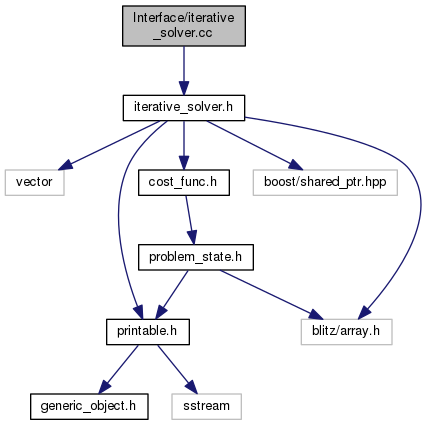 Interface/iterative
_solver.cc
iterative_solver.h
vector
cost_func.h
boost/shared_ptr.hpp
problem_state.h
printable.h
blitz/array.h
generic_object.h
sstream